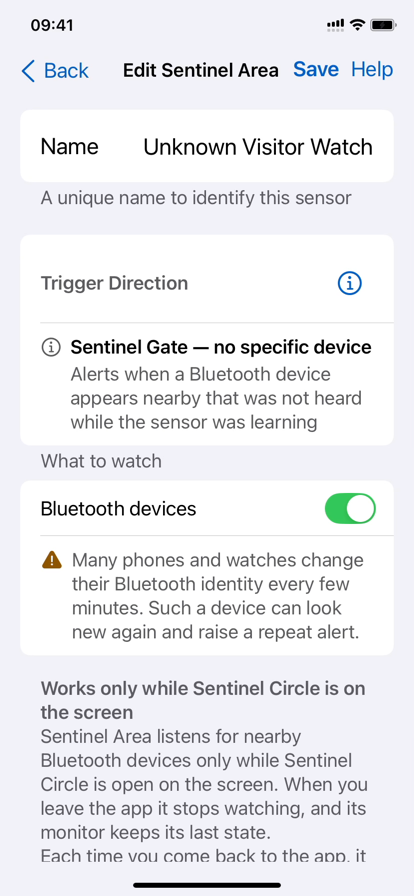 09:41
Back
Edit Sentinel Area
Save
Help
Name
Unknown Visitor Watch
A unique name to identify this sensor
Trigger Direction
Sentinel Gate — no specific device
Alerts when a Bluetooth device
appears nearby that was not heard
while the sensor was learning
What to watch
Bluetooth devices
Many phones and watches change
their Bluetooth identity every few
minutes. Such a device can look
new again and raise a repeat alert.
Works only while Sentinel Circle is on
the screen
Sentinel Area listens for nearby
Bluetooth devices only while Sentinel
Circle is open on the screen. When you
leave the app it stops watching, and its
monitor keeps its last state.
Each time you come back to the app, it